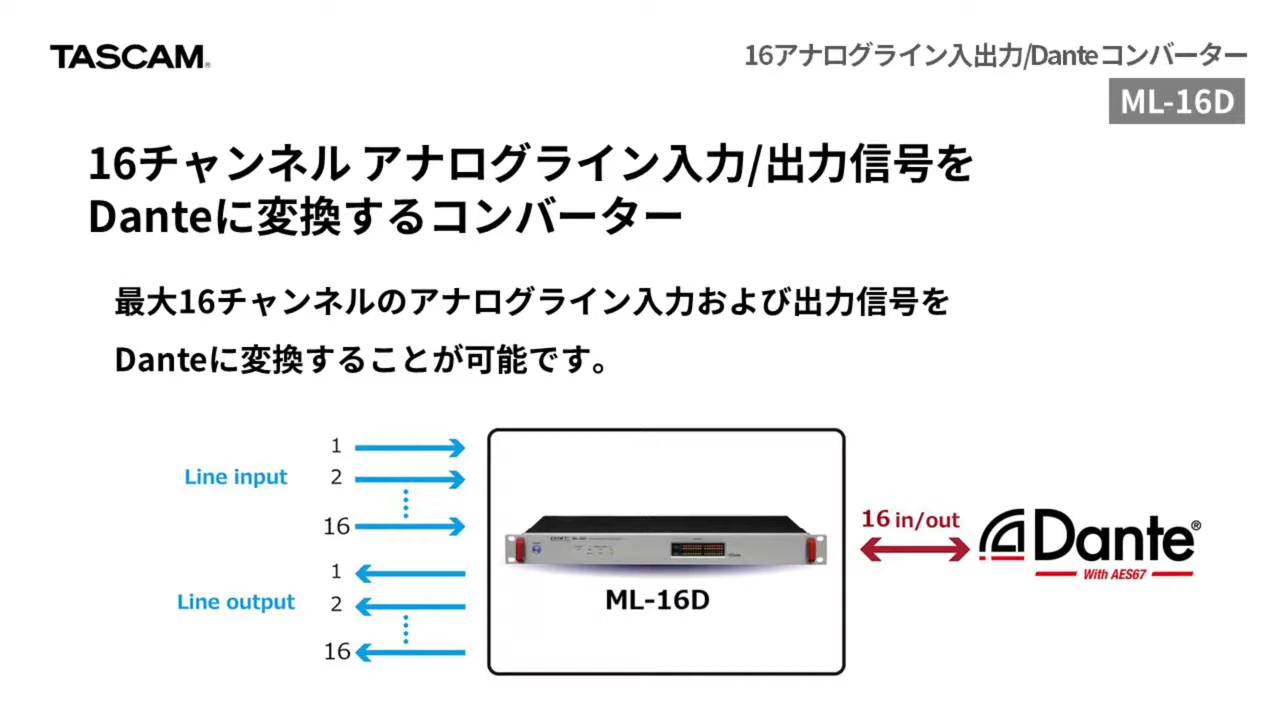 TASCAM
16アナログライン入出力/Danteコンバーター
ML-16D
16チャンネル アナログライン入力/出力信号を
Danteに変換するコンバーター
最大16チャンネルのアナログライン入力および出力信号を
Danteに変換することが可能です。
Line input
1
2
16
Line output
1
2
16
ML-16D
16 in/out
Dante®
With AES67